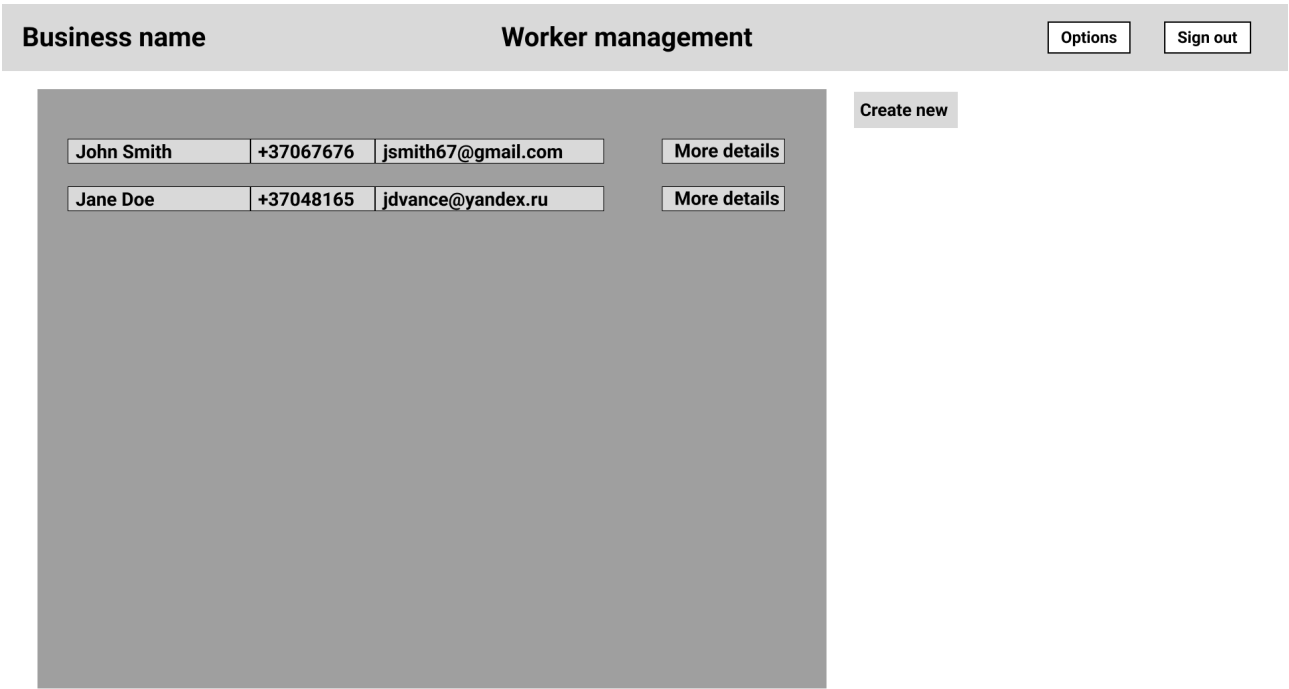 Business name Worker management Options Sign out
Create new
John Smith +37067676 jsmith67@gmail.com More details
Jane Doe +37048165 jdvance@yandex.ru More details